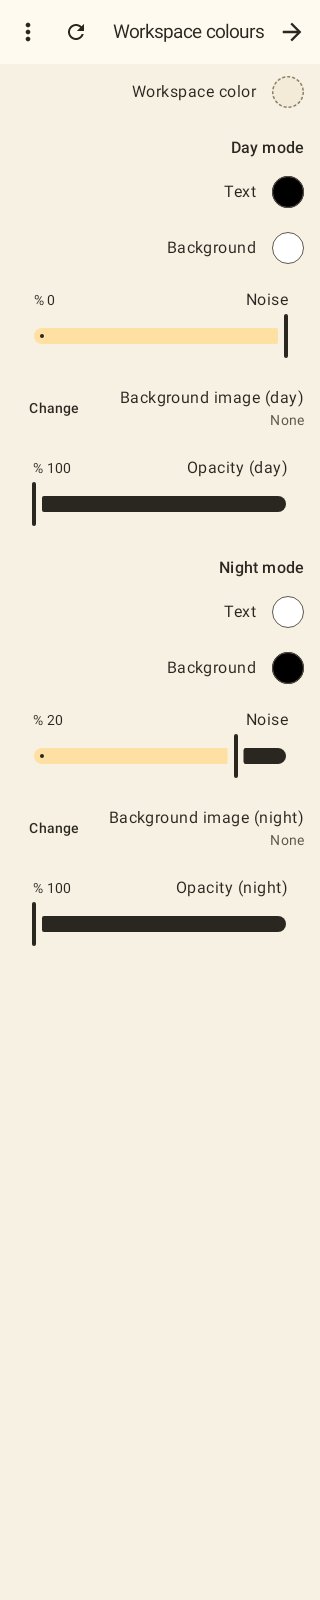 Workspace colours
Workspace color
Day mode
Text
Background
Noise
% 0
Background image (day)
None
Change
Opacity (day)
% 100
Night mode
Text
Background
Noise
% 20
Background image (night)
None
Change
Opacity (night)
% 100